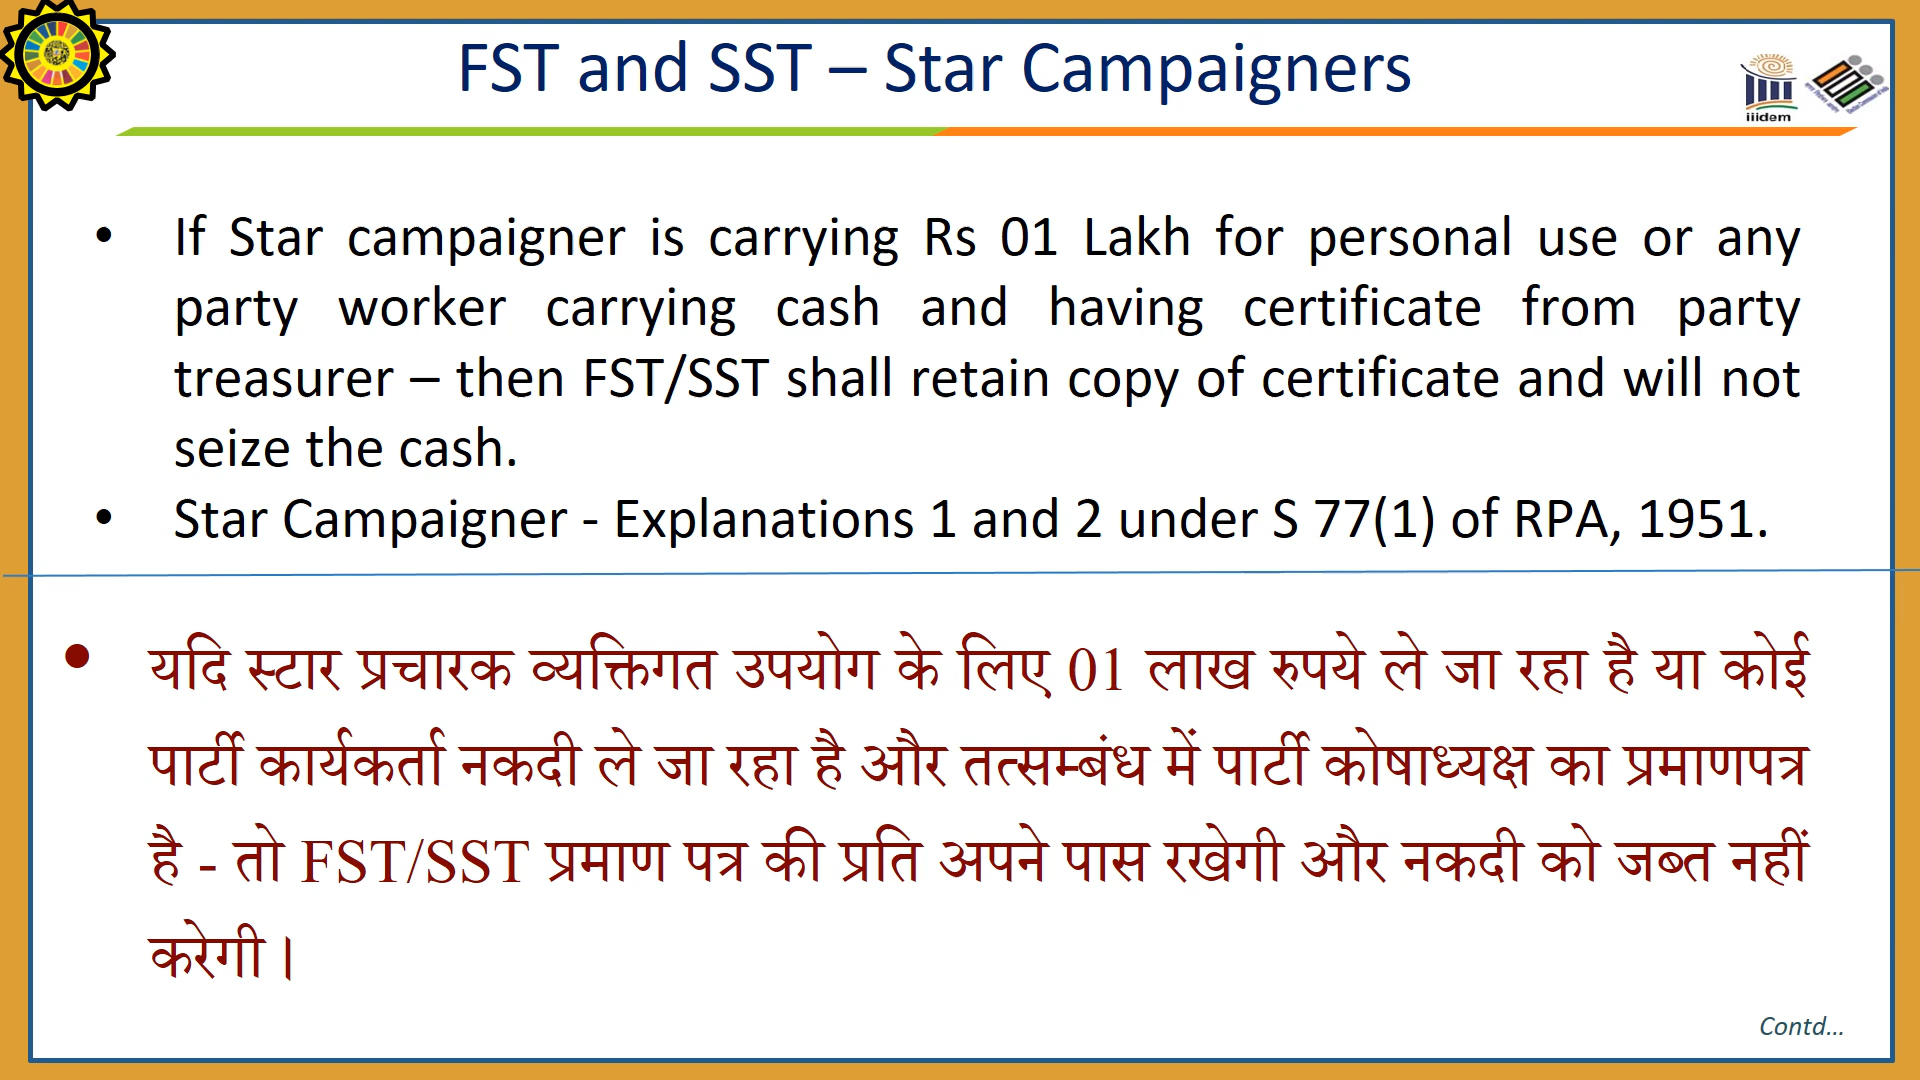 FST and SST – Star Campaigners
iiidem
• If Star campaigner is carrying Rs 01 Lakh for personal use or any
party worker carrying cash and having certificate from party
treasurer – then FST/SST shall retain copy of certificate and will not
seize the cash.
• Star Campaigner - Explanations 1 and 2 under S 77(1) of RPA, 1951.
• यदि स्टार प्रचारक व्यक्तिगत उपयोग के लिए 01 लाख रुपये ले जा रहा है या कोई
पार्टी कार्यकर्ता नकदी ले जा रहा है और तत्सम्बंध में पार्टी कोषाध्यक्ष का प्रमाणपत्र
है - तो FST/SST प्रमाण पत्र की प्रति अपने पास रखेगी और नकदी को जब्त नहीं
करेगी।
Contd...